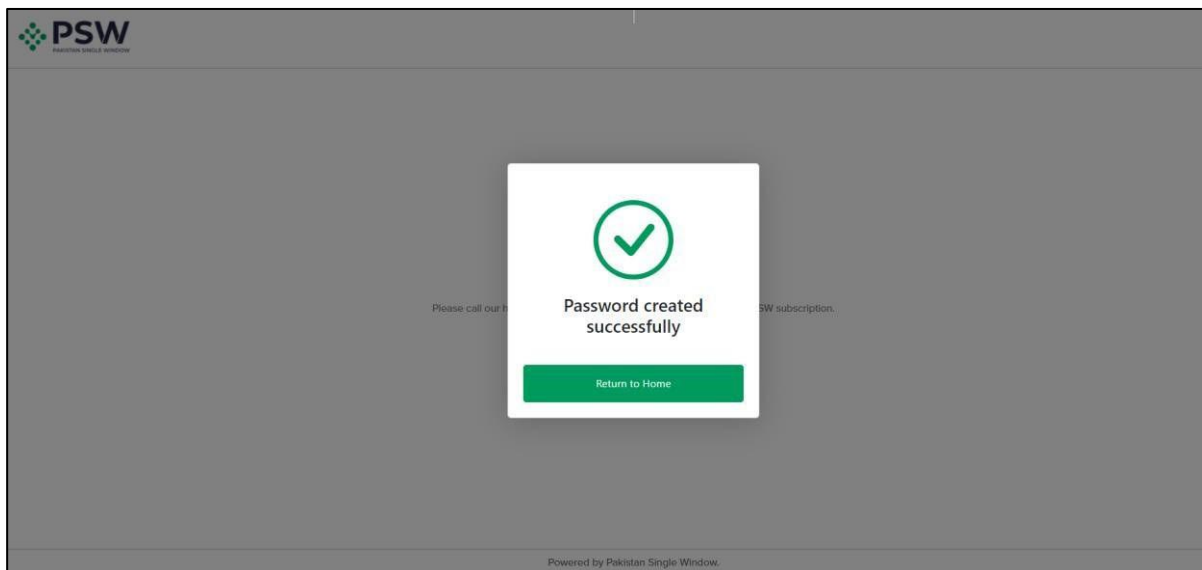 PSW
PAKISTAN SINGLE WINDOW
Please call our h
SW subscription.
Password created
successfully
Return to Home
Powered by Pakistan Single Window.